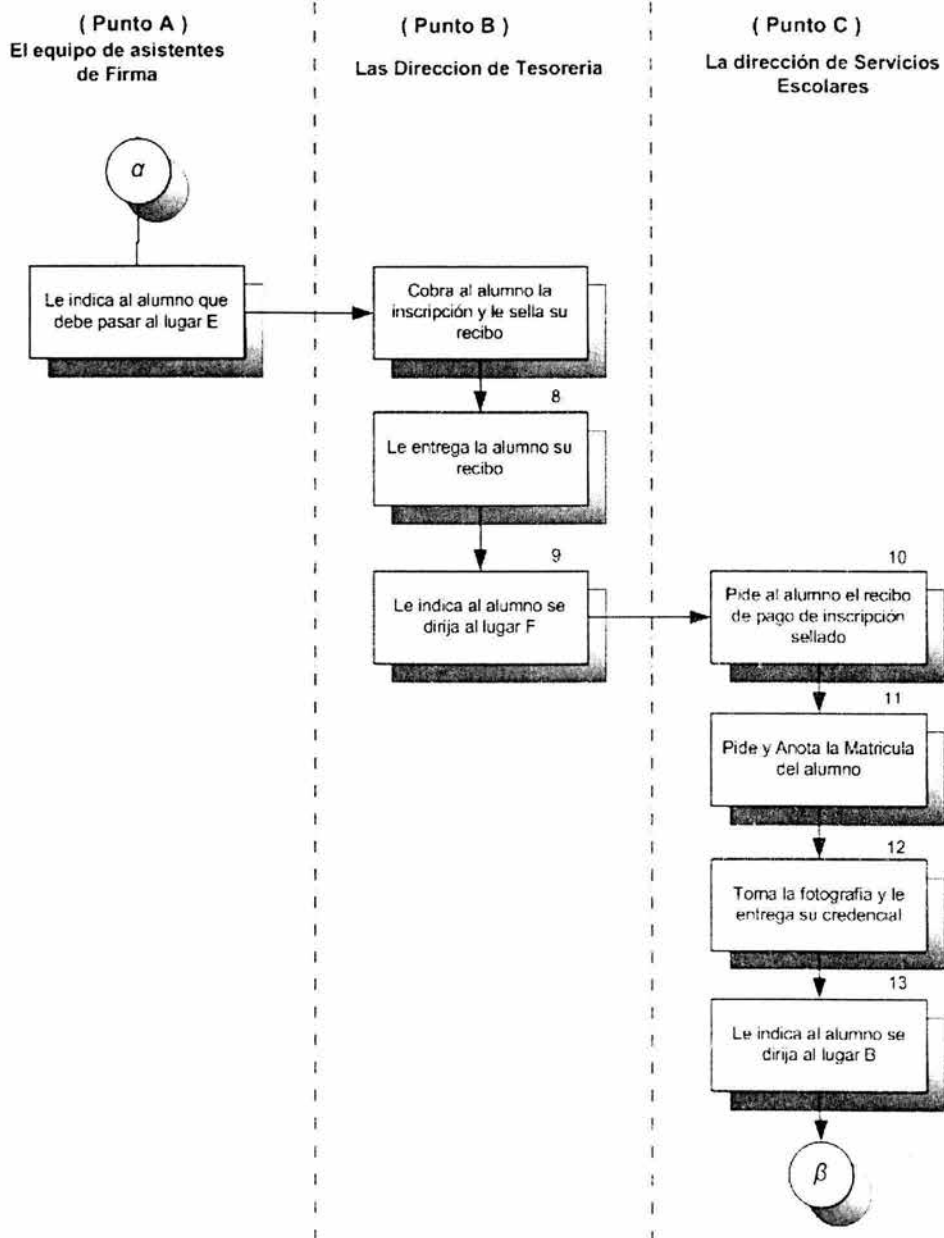 ( Punto A )
El equipo de asistentes
de Firma
( Punto B )
Las Direccion de Tesoreria
( Punto C )
La dirección de Servicios
Escolares
α
Le indica al alumno que
debe pasar al lugar E
Cobra al alumno la
inscripción y le sella su
recibo
8
Le entrega la alumno su
recibo
9
Le indica al alumno se
dirija al lugar F
10
Pide al alumno el recibo
de pago de inscripción
sellado
11
Pide y Anota la Matricula
del alumno
12
Toma la fotografia y le
entrega su credencial
13
Le indica al alumno se
dirija al lugar B
β